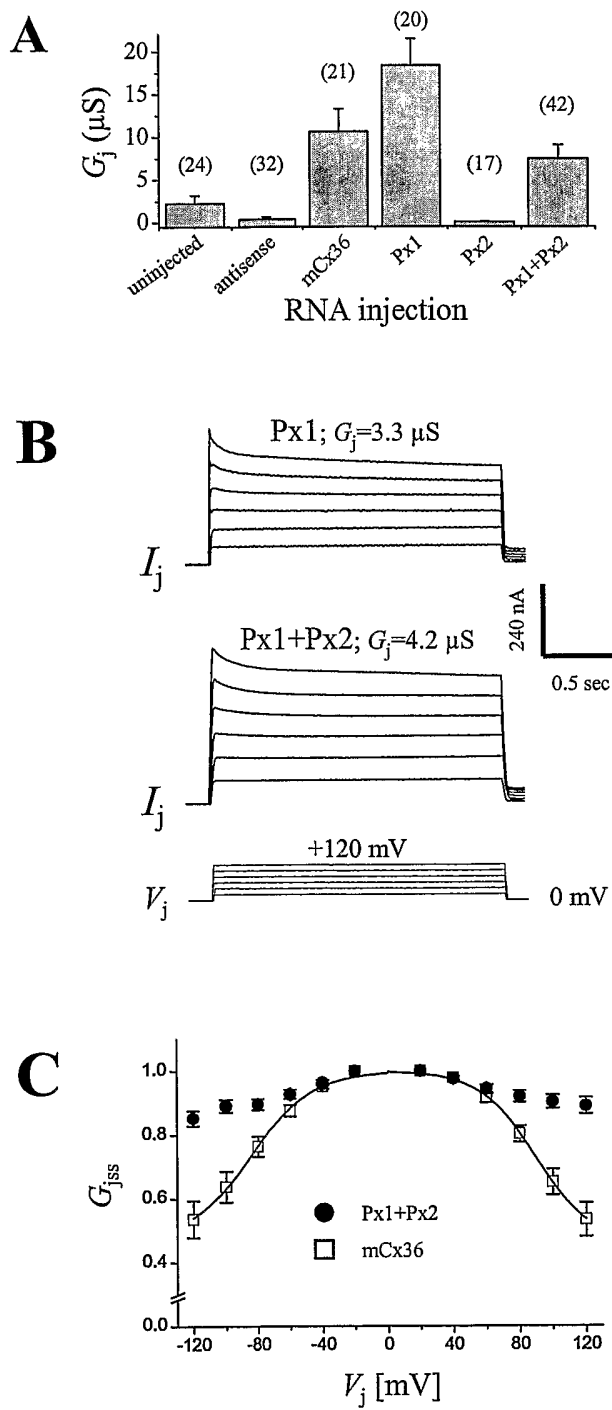 A
(20)
(21)
(42)
(24)
(32)
(17)
20
15
10
5
0
Gj (µS)
uninjected
antisense
mCx36
Px1
Px2
Px1+Px2
RNA injection
B
Px1; Gj=3.3 µS
Ij
240 nA
0.5 sec
Px1+Px2; Gj=4.2 µS
Ij
+120 mV
Vj
0 mV
C
1.0
0.8
0.6
0.4
0.0
Gjss
Px1+Px2
mCx36
-120
-80
-40
0
40
80
120
Vj [mV]